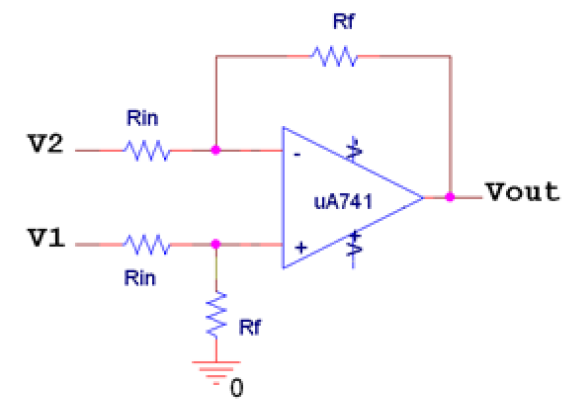 Rf
Rin
V2
-
V-
uA741
Vout
V1
+
V+
Rin
Rf
0